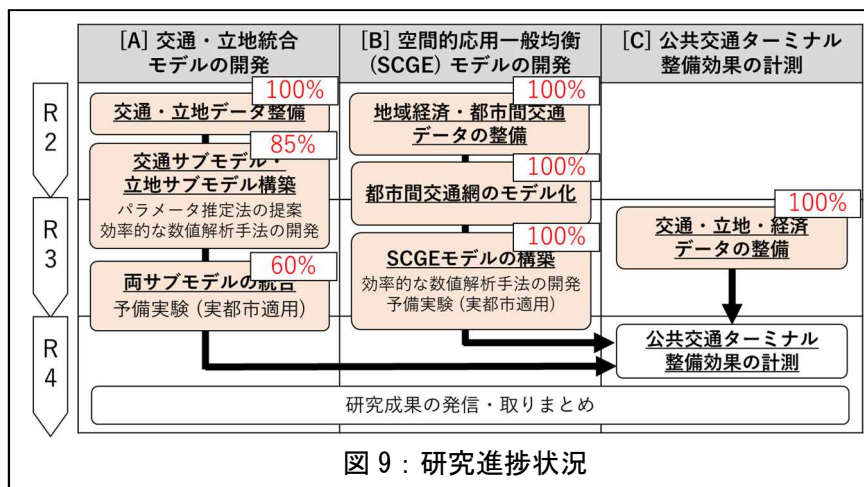 [A] 交通・立地統合
モデルの開発
[B] 空間的応用一般均衡
(SCGE) モデルの開発
[C] 公共交通ターミナル
整備効果の計測
R
2
100%
交通・立地データ整備
85%
交通サブモデル・
立地サブモデル構築
パラメータ推定法の提案
効率的な数値解析手法の開発
100%
地域経済・都市間交通
データの整備
100%
都市間交通網のモデル化
R
3
60%
両サブモデルの統合
予備実験 (実都市適用)
100%
SCGEモデルの構築
効率的な数値解析手法の開発
予備実験 (実都市適用)
100%
交通・立地・経済
データの整備
R
4
公共交通ターミナル
整備効果の計測
研究成果の発信・取りまとめ
図 9：研究進捗状況